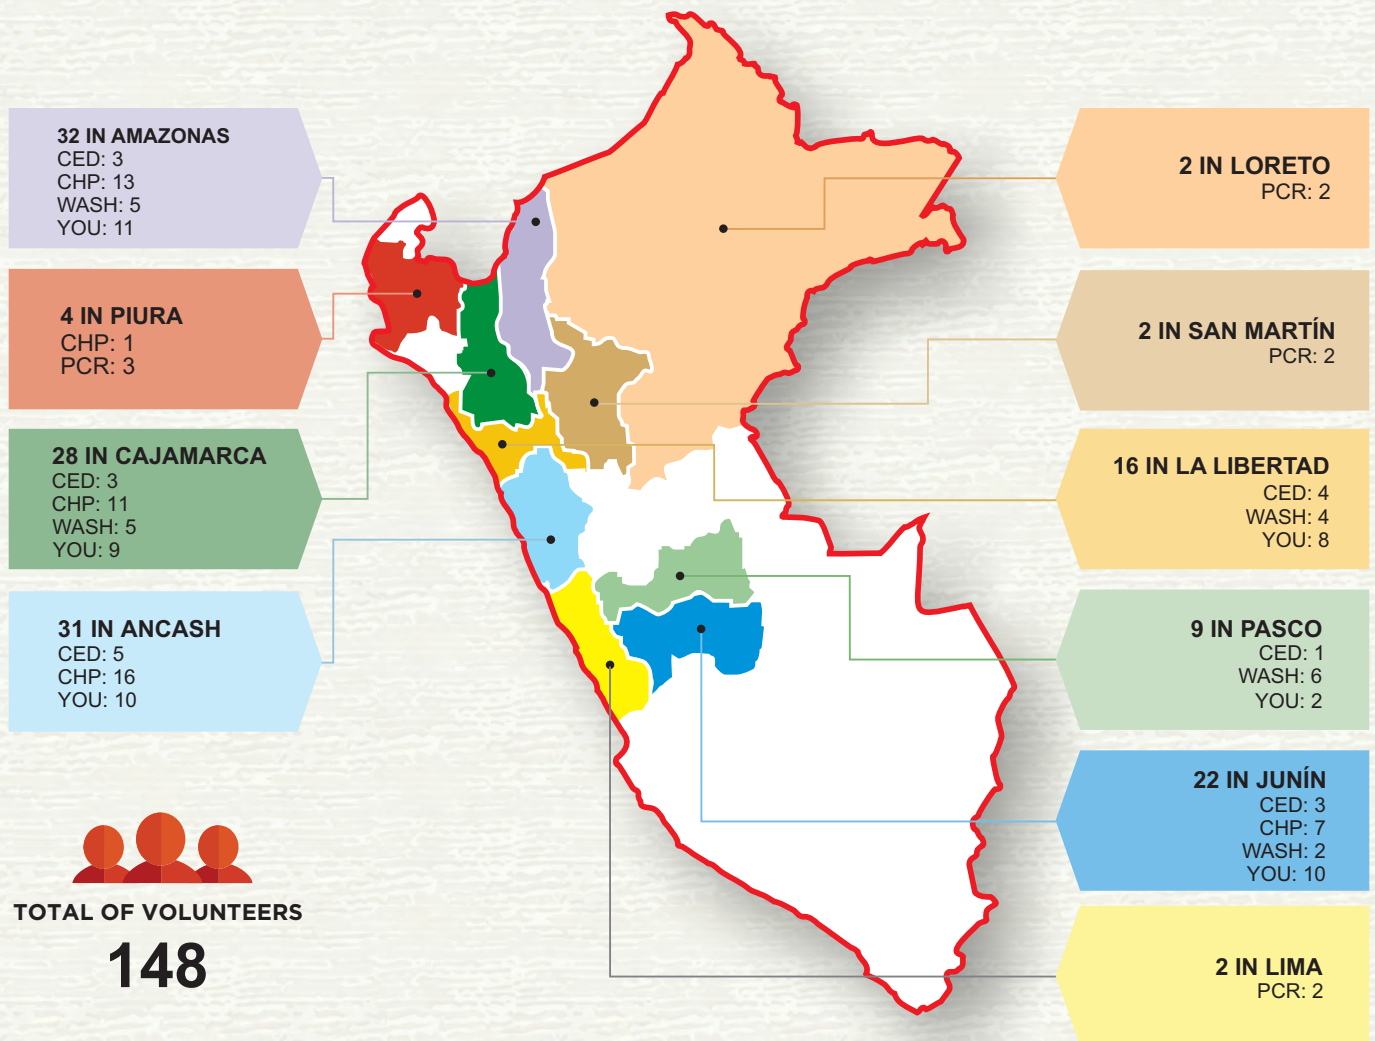 32 IN AMAZONAS
CED: 3
CHP: 13
WASH: 5
YOU: 11
4 IN PIURA
CHP: 1
PCR: 3
28 IN CAJAMARCA
CED: 3
CHP: 11
WASH: 5
YOU: 9
31 IN ANCASH
CED: 5
CHP: 16
YOU: 10
TOTAL OF VOLUNTEERS
148
2 IN LORETO
PCR: 2
2 IN SAN MARTÍN
PCR: 2
16 IN LA LIBERTAD
CED: 4
WASH: 4
YOU: 8
9 IN PASCO
CED: 1
WASH: 6
YOU: 2
22 IN JUNÍN
CED: 3
CHP: 7
WASH: 2
YOU: 10
2 IN LIMA
PCR: 2